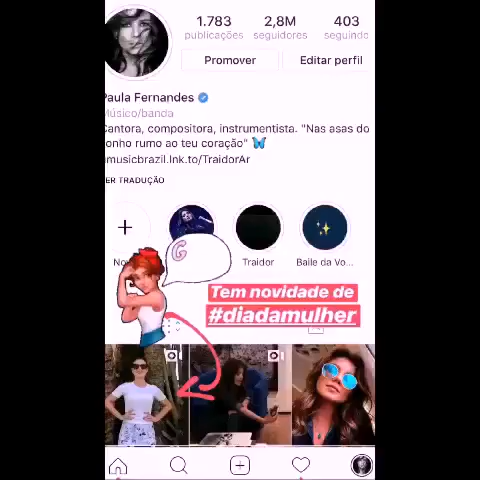 1.783 2,8M 403
publicações seguidores seguindo
Promover Editar perfil
Paula Fernandes
Músico/banda
Cantora, compositora, instrumentista. "Nas asas do
sonho rumo ao teu coração"
umusicbrazil.lnk.to/TraidorAr
VER TRADUÇÃO
G
No Traidor Baile da Vo...
Tem novidade de
#diadamulher